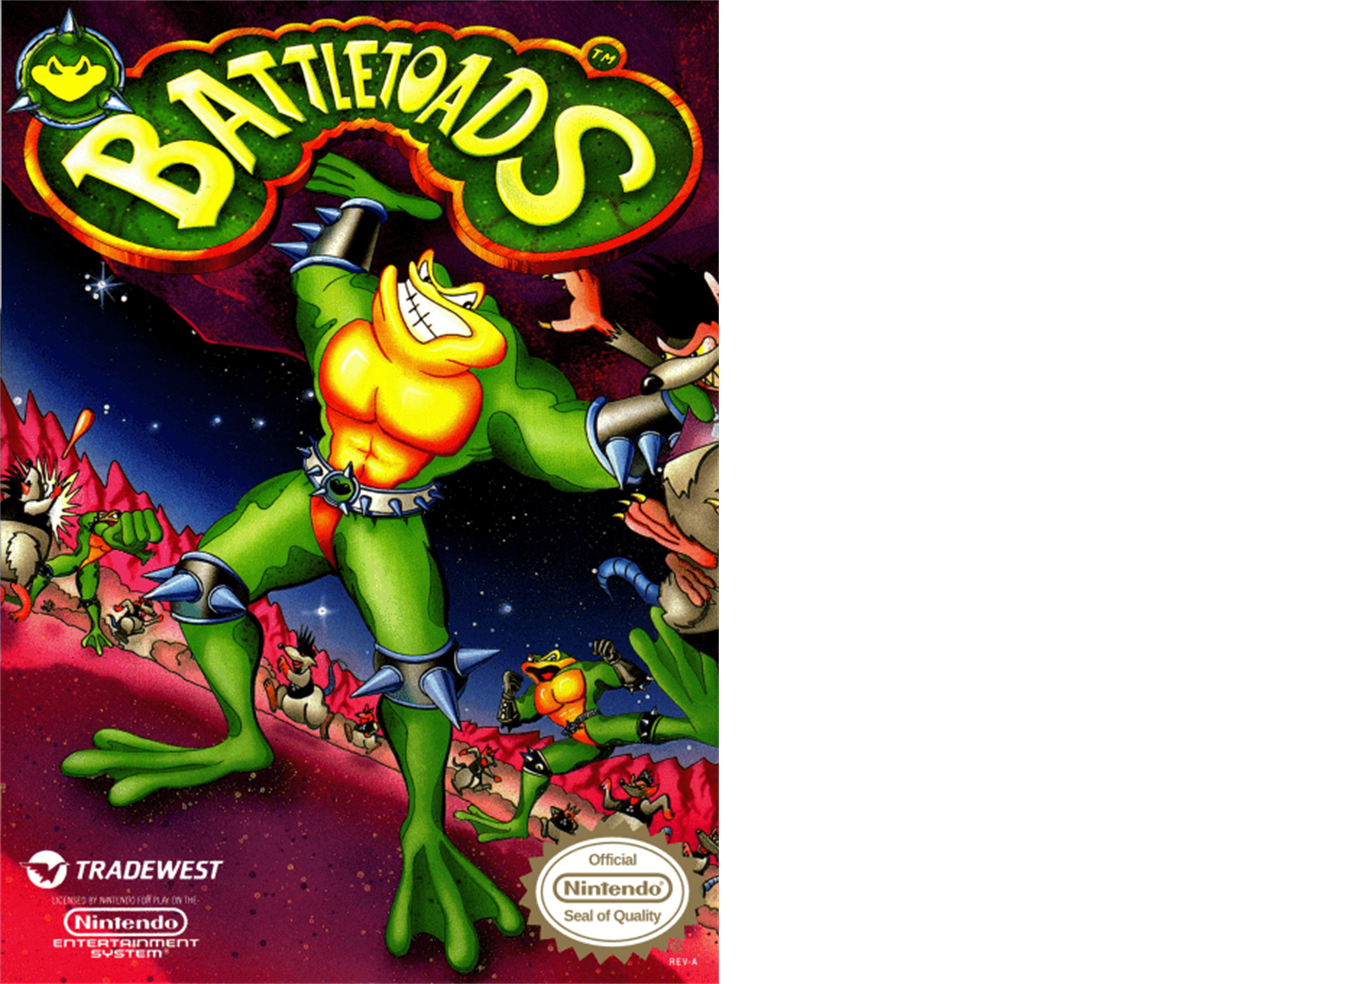 BATTLETOADS
TM
TRADEWEST
LICENSED BY NINTENDO FOR PLAY ON THE
Nintendo®
ENTERTAINMENT
SYSTEM®
Official
Nintendo®
Seal of Quality
REV-A